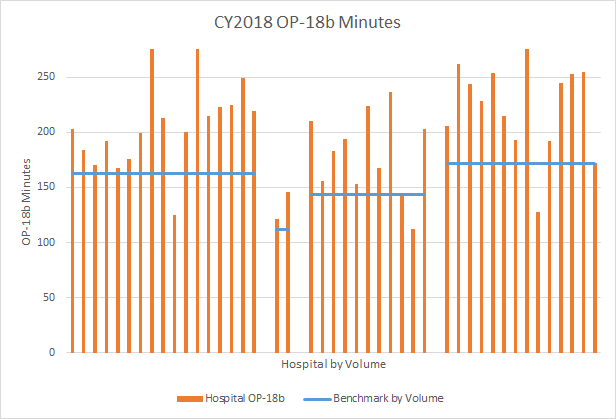 CY2018 OP-18b Minutes
250
200
150
100
50
0
OP-18b Minutes
Hospital by Volume
Hospital OP-18b Benchmark by Volume